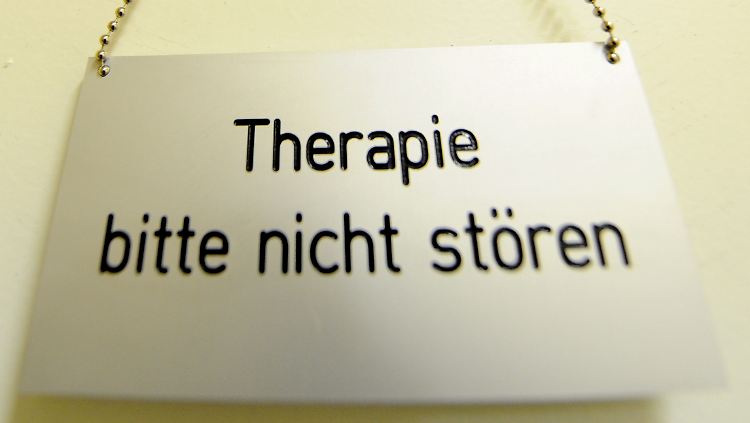 Therapie
bitte nicht stören